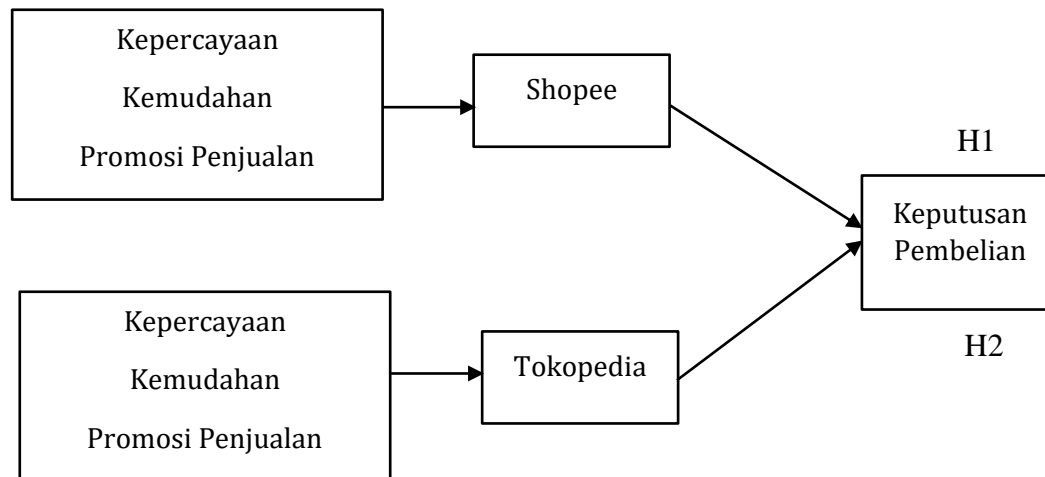 Kepercayaan
Kemudahan
Promosi Penjualan
Shopee
H1
Keputusan
Pembelian
H2
Kepercayaan
Kemudahan
Promosi Penjualan
Tokopedia